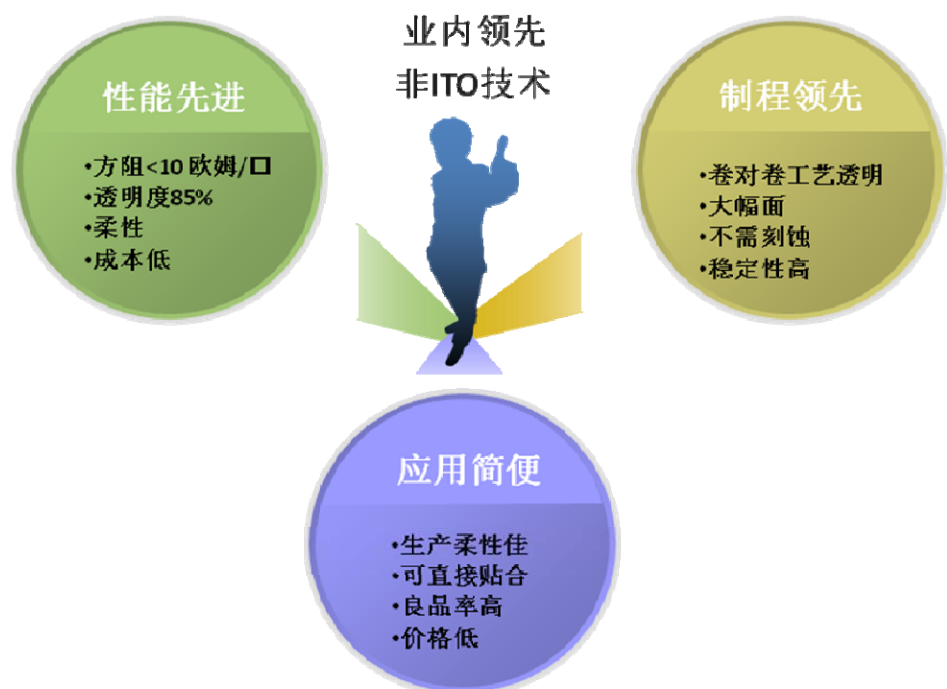 业内领先
非ITO技术
性能先进
•方阻<10 欧姆/口
•透明度85%
•柔性
•成本低
制程领先
•卷对卷工艺透明
•大幅面
•不需刻蚀
•稳定性高
应用简便
•生产柔性佳
•可直接贴合
•良品率高
•价格低